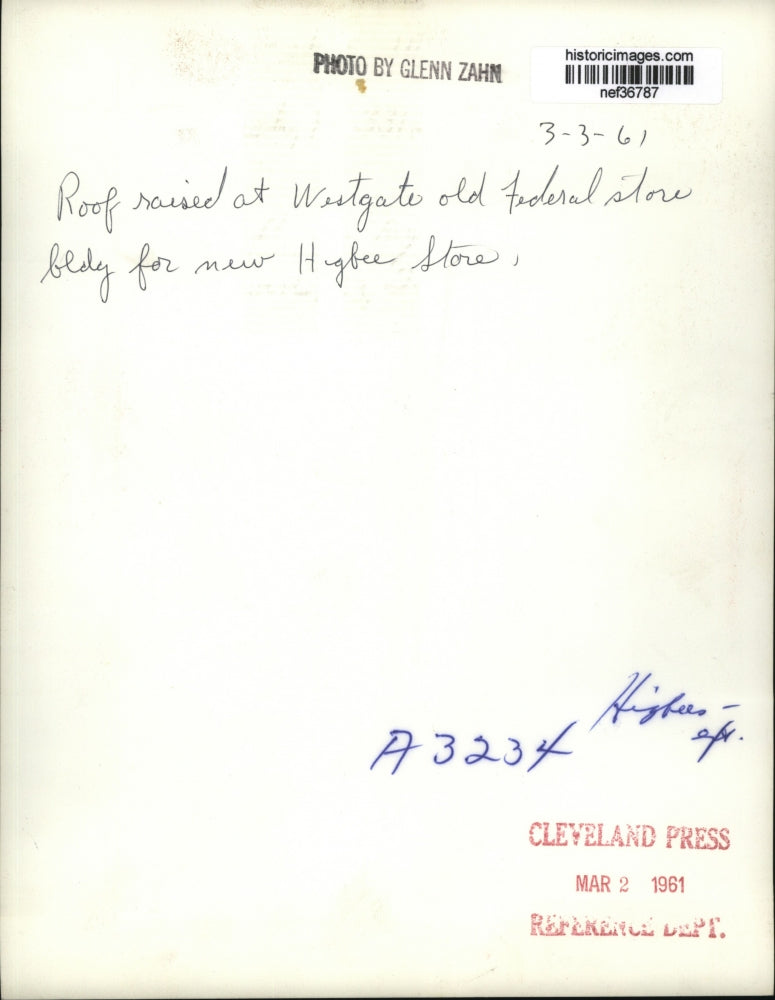 PHOTO BY GLENN ZAHN
historicimages.com
nef36787
3-3-61
Roof raised at Westgate old Federal store
bldg for new Higbee Store,
Higbees -
A3234
CLEVELAND PRESS
MAR 2 1961
REFERENCE DEPT.